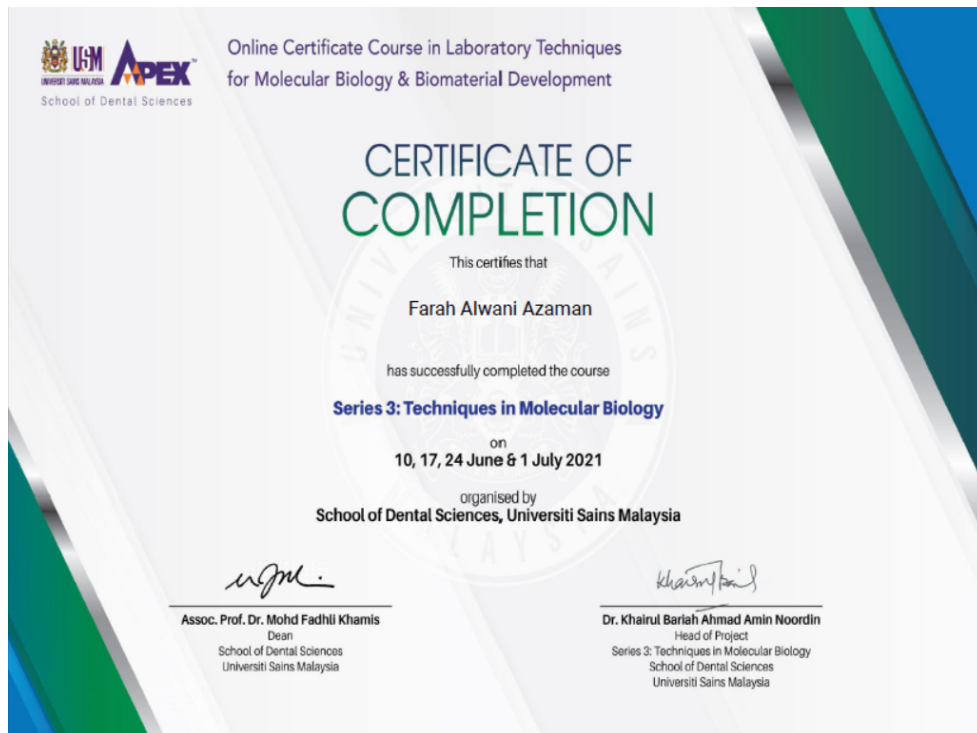 USM
UNIVERSITI SAINS MALAYSIA
APEX™
School of Dental Sciences
Online Certificate Course in Laboratory Techniques
for Molecular Biology & Biomaterial Development
CERTIFICATE OF
COMPLETION
This certifies that
Farah Alwani Azaman
has successfully completed the course
Series 3: Techniques in Molecular Biology
on
10, 17, 24 June & 1 July 2021
organised by
School of Dental Sciences, Universiti Sains Malaysia
UNIVERSITI SAINS MALAYSIA
Assoc. Prof. Dr. Mohd Fadhli Khamis
Dean
School of Dental Sciences
Universiti Sains Malaysia
Dr. Khairul Bariah Ahmad Amin Noordin
Head of Project
Series 3: Techniques in Molecular Biology
School of Dental Sciences
Universiti Sains Malaysia